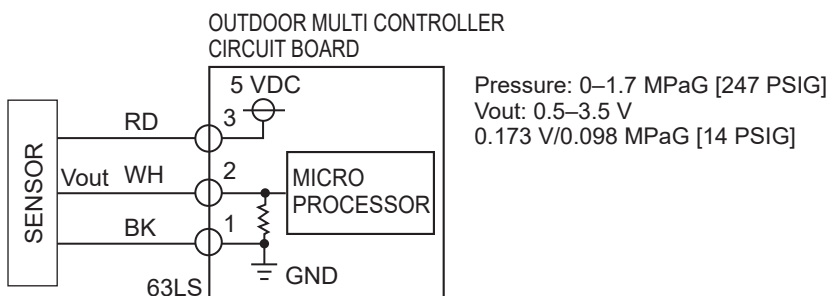 OUTDOOR MULTI CONTROLLER
CIRCUIT BOARD
5 VDC
Pressure: 0–1.7 MPaG [247 PSIG]
Vout: 0.5–3.5 V
0.173 V/0.098 MPaG [14 PSIG]
SENSOR
RD
3
Vout WH
2
MICRO
PROCESSOR
BK
1
GND
63LS